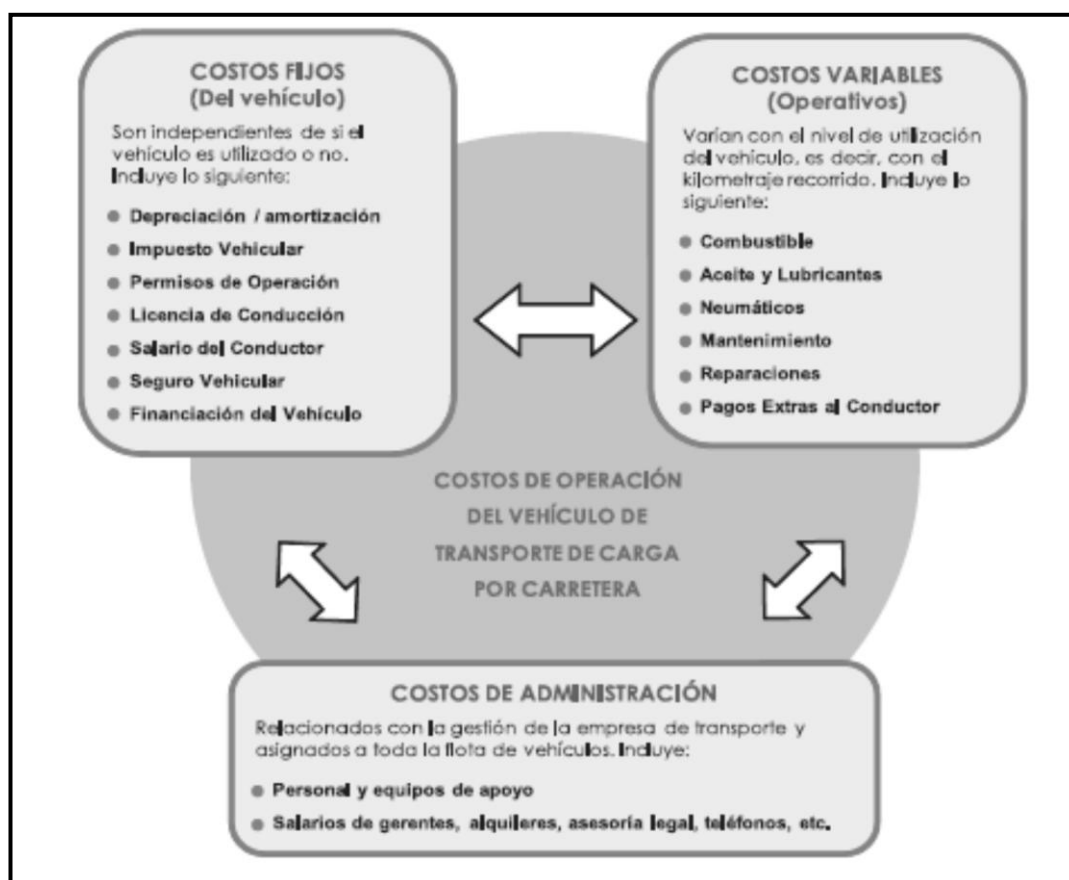 COSTOS FIJOS
(Del vehículo)
Son independientes de si el
vehículo es utilizado o no.
Incluye lo siguiente:
● Depreciación / amortización
● Impuesto Vehicular
● Permisos de Operación
● Licencia de Conducción
● Salario del Conductor
● Seguro Vehicular
● Financiación del Vehículo
COSTOS VARIABLES
(Operativos)
Varían con el nivel de utilización
del vehículo, es decir, con el
kilometraje recorrido. Incluye lo
siguiente:
● Combustible
● Aceite y Lubricantes
● Neumáticos
● Mantenimiento
● Reparaciones
● Pagos Extras al Conductor
COSTOS DE OPERACIÓN
DEL VEHÍCULO DE
TRANSPORTE DE CARGA
POR CARRETERA
COSTOS DE ADMINISTRACIÓN
Relacionados con la gestión de la empresa de transporte y
asignados a toda la flota de vehículos. Incluye:
● Personal y equipos de apoyo
● Salarios de gerentes, alquileres, asesoría legal, teléfonos, etc.